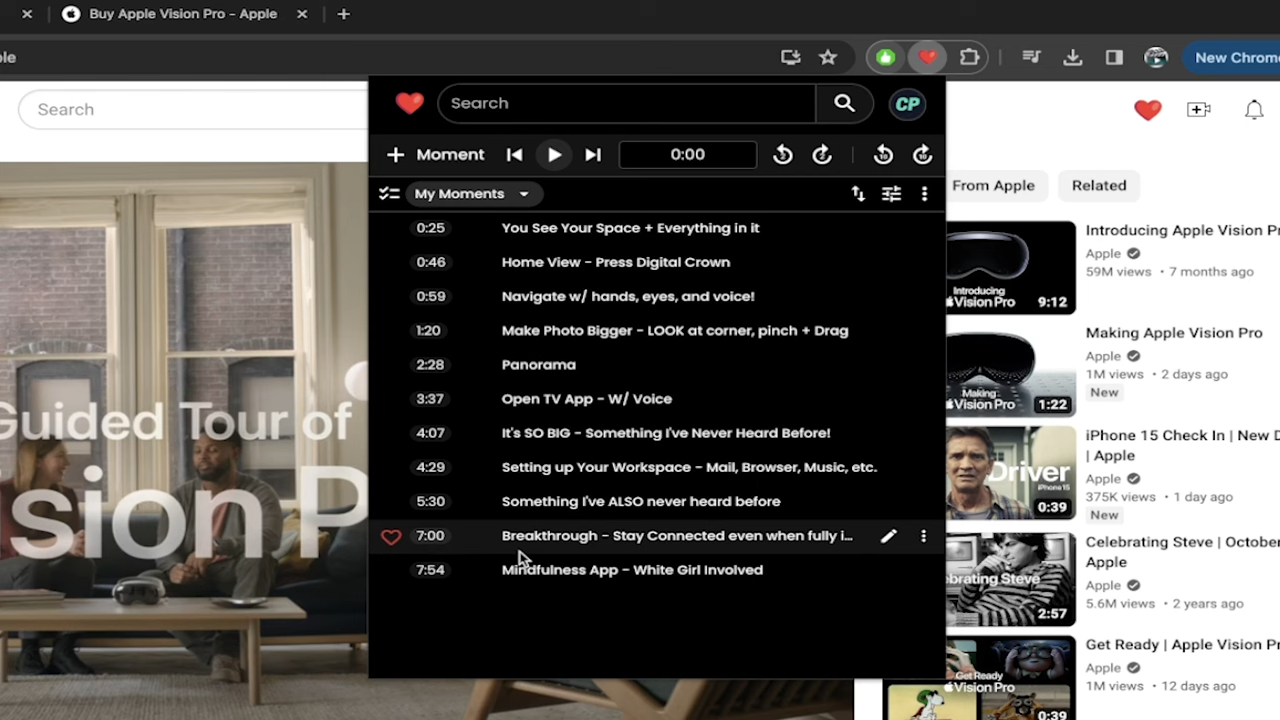 Buy Apple Vision Pro - Apple
ple
New Chrome
Search
Search
CP
+ Moment
0:00
My Moments
0:25 You See Your Space + Everything in it
0:46 Home View - Press Digital Crown
0:59 Navigate w/ hands, eyes, and voice!
1:20 Make Photo Bigger - LOOK at corner, pinch + Drag
2:28 Panorama
3:37 Open TV App - W/ Voice
4:07 It's SO BIG - Something I've Never Heard Before!
4:29 Setting up Your Workspace - Mail, Browser, Music, etc.
5:30 Something I've ALSO never heard before
7:00 Breakthrough - Stay Connected even when fully i...
7:54 Mindfulness App - White Girl Involved
Guided Tour of
ision P
From Apple
Related
Introducing
Vision Pro
9:12
Introducing Apple Vision Pr
Apple
59M views • 7 months ago
Making
Vision Pro
1:22
Making Apple Vision Pro
Apple
1M views • 2 days ago
New
Driver
iPhone 15
0:39
iPhone 15 Check In | New D
| Apple
Apple
375K views • 1 day ago
New
brating Steve
2:57
Celebrating Steve | October
Apple
Apple
5.6M views • 2 years ago
Get Ready
Vision Pro
0:39
Get Ready | Apple Vision Pr
Apple
1M views • 12 days ago